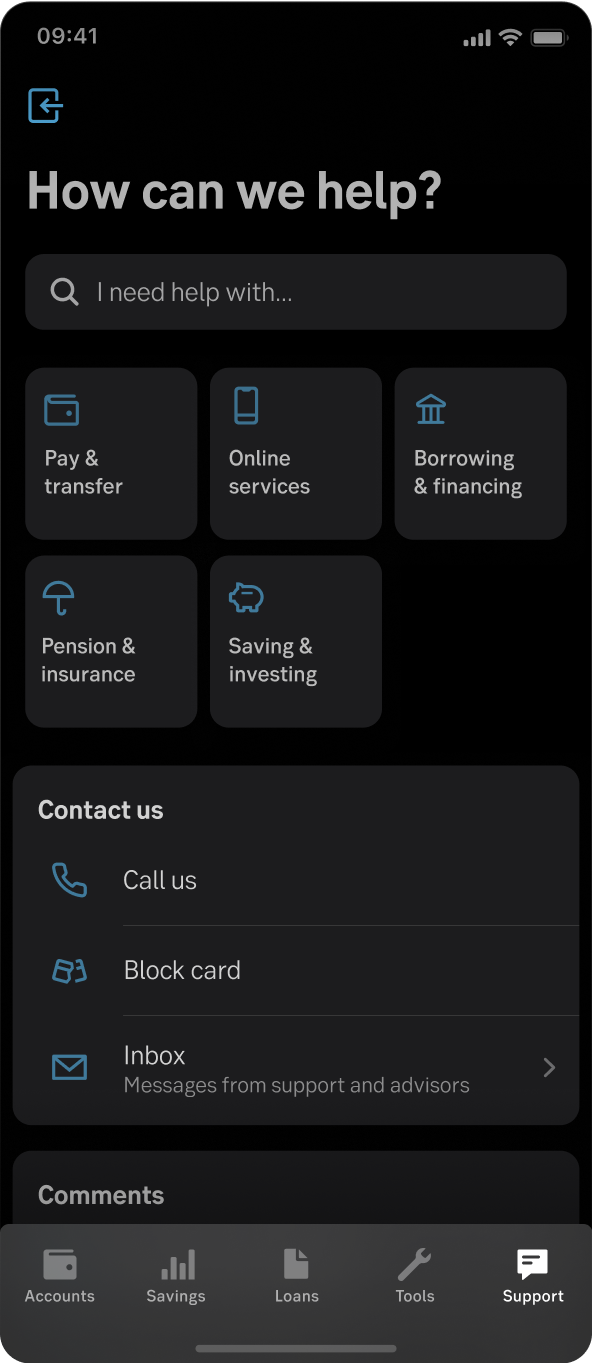 09:41
How can we help?
I need help with...
Pay &
transfer
Online
services
Borrowing
& financing
Pension &
insurance
Saving &
investing
Contact us
Call us
Block card
Inbox
Messages from support and advisors
Comments
Accounts
Savings
Loans
Tools
Support